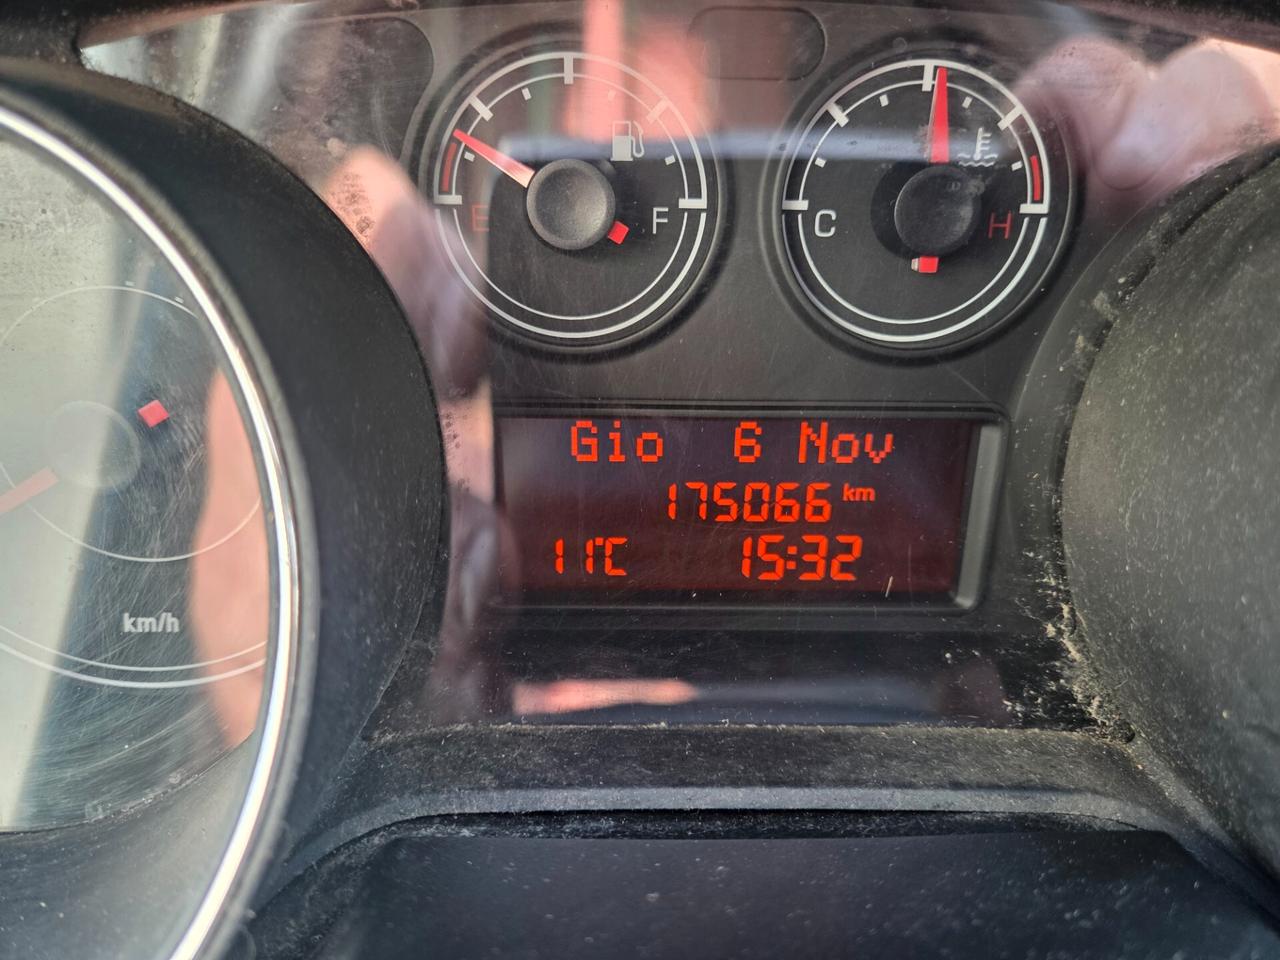 E F
C H
Gio 6 Nov
175066 km
11°C 15:32
km/h